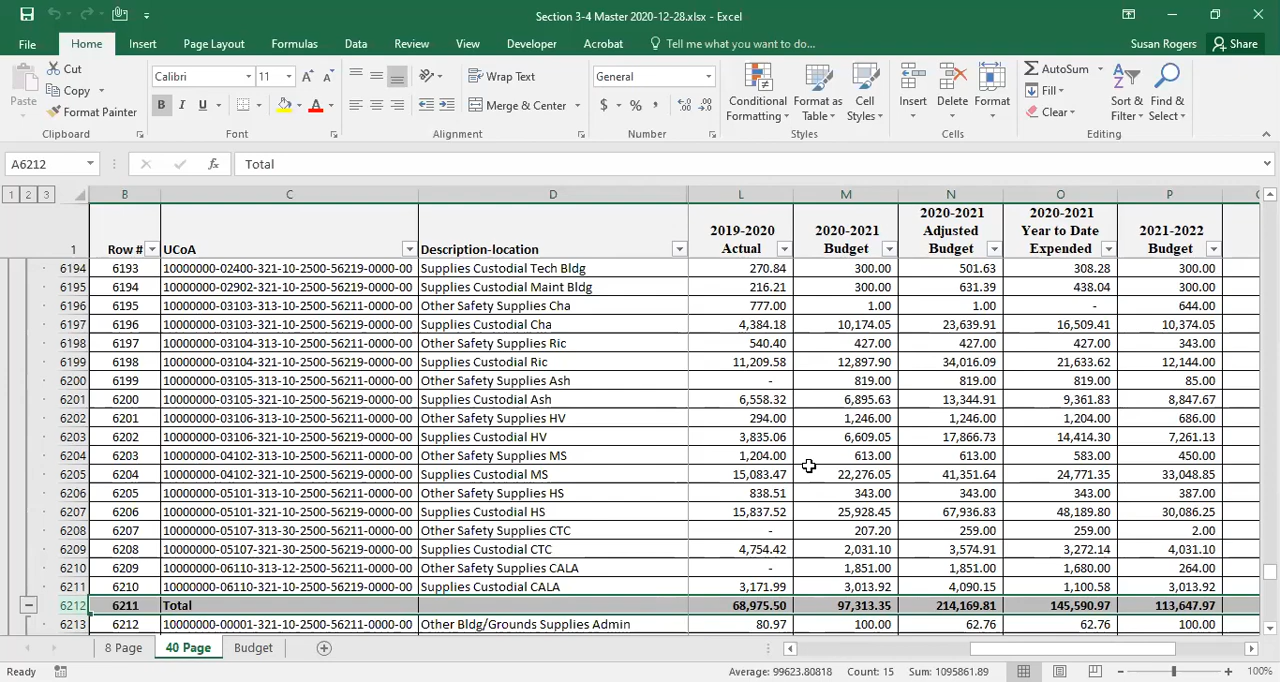 Section 3-4 Master 2020-12-28.xlsx - Excel
File Home Insert Page Layout Formulas Data Review View Developer Acrobat Tell me what you want to do... Susan Rogers Share
Paste Cut Copy Format Painter Clipboard
Calibri 11 B I U A A A Font
Wrap Text Merge & Center Alignment
General $ % , Number
Conditional Formatting Format as Table Cell Styles Styles
Insert Delete Format Cells
AutoSum Fill Clear Sort & Filter Find & Select Editing
A6212 fx Total
1 2 3 B C D L M N O P
1 Row # UCoA Description-location 2019-2020 Actual 2020-2021 Budget 2020-2021 Adjusted Budget 2020-2021 Year to Date Expended 2021-2022 Budget
6194 6193 10000000-02400-321-10-2500-56219-0000-00 Supplies Custodial Tech Bldg 270.84 300.00 501.63 308.28 300.00
6195 6194 10000000-02902-321-10-2500-56219-0000-00 Supplies Custodial Maint Bldg 216.21 300.00 631.39 438.04 300.00
6196 6195 10000000-03103-313-10-2500-56211-0000-00 Other Safety Supplies Cha 777.00 1.00 1.00 - 644.00
6197 6196 10000000-03103-321-10-2500-56219-0000-00 Supplies Custodial Cha 4,384.18 10,174.05 23,639.91 16,509.41 10,374.05
6198 6197 10000000-03104-313-10-2500-56211-0000-00 Other Safety Supplies Ric 540.40 427.00 427.00 427.00 343.00
6199 6198 10000000-03104-321-10-2500-56219-0000-00 Supplies Custodial Ric 11,209.58 12,897.90 34,016.09 21,633.62 12,144.00
6200 6199 10000000-03105-313-10-2500-56211-0000-00 Other Safety Supplies Ash - 819.00 819.00 819.00 85.00
6201 6200 10000000-03105-321-10-2500-56219-0000-00 Supplies Custodial Ash 6,558.32 6,895.63 13,344.91 9,361.83 8,847.67
6202 6201 10000000-03106-313-10-2500-56211-0000-00 Other Safety Supplies HV 294.00 1,246.00 1,246.00 1,204.00 686.00
6203 6202 10000000-03106-321-10-2500-56219-0000-00 Supplies Custodial HV 3,835.06 6,609.05 17,866.73 14,414.30 7,261.13
6204 6203 10000000-04102-313-10-2500-56211-0000-00 Other Safety Supplies MS 1,204.00 613.00 613.00 583.00 450.00
6205 6204 10000000-04102-321-10-2500-56219-0000-00 Supplies Custodial MS 15,083.47 22,276.05 41,351.64 24,771.35 33,048.85
6206 6205 10000000-05101-313-10-2500-56211-0000-00 Other Safety Supplies HS 838.51 343.00 343.00 343.00 387.00
6207 6206 10000000-05101-321-10-2500-56219-0000-00 Supplies Custodial HS 15,837.52 25,928.45 67,936.83 48,189.80 30,086.25
6208 6207 10000000-05107-313-30-2500-56211-0000-00 Other Safety Supplies CTC - 207.20 259.00 259.00 2.00
6209 6208 10000000-05107-321-30-2500-56219-0000-00 Supplies Custodial CTC 4,754.42 2,031.10 3,574.91 3,272.14 4,031.10
6210 6209 10000000-06110-313-12-2500-56211-0000-00 Other Safety Supplies CALA - 1,851.00 1,851.00 1,680.00 264.00
6211 6210 10000000-06110-321-10-2500-56219-0000-00 Supplies Custodial CALA 3,171.99 3,013.92 4,090.15 1,100.58 3,013.92
6212 6211 Total 68,975.50 97,313.35 214,169.81 145,590.97 113,647.97
6213 6212 10000000-00001-321-10-2500-56211-0000-00 Other Bldg/Grounds Supplies Admin 80.97 100.00 62.76 62.76 100.00
8 Page 40 Page Budget
Ready Average: 99623.80818 Count: 15 Sum: 1095861.89 100%